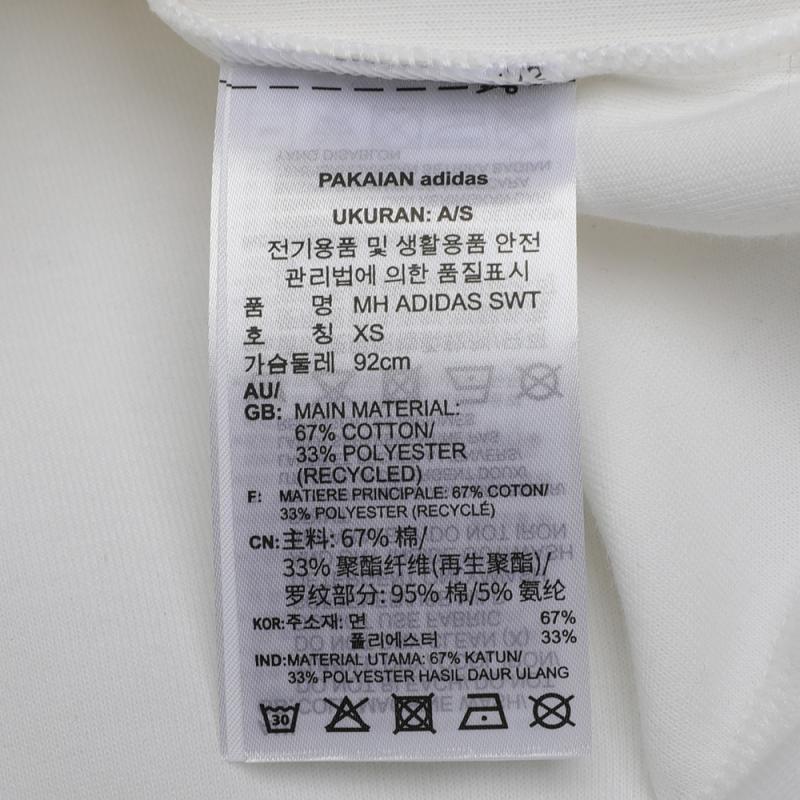 PAKAIAN adidas
UKURAN: A/S
전기용품 및 생활용품 안전
관리법에 의한 품질표시
품 명 MH ADIDAS SWT
호 칭 XS
가슴둘레 92cm
AU/
GB: MAIN MATERIAL:
67% COTTON/
33% POLYESTER
(RECYCLED)
F: MATIERE PRINCIPALE: 67% COTON/
33% POLYESTER (RECYCLÉ)
CN:主料: 67% 棉/
33% 聚酯纤维(再生聚酯)/
罗纹部分: 95% 棉/5% 氨纶
KOR:주소재: 면 67%
폴리에스터 33%
IND:MATERIAL UTAMA: 67% KATUN/
33% POLYESTER HASIL DAUR ULANG
30